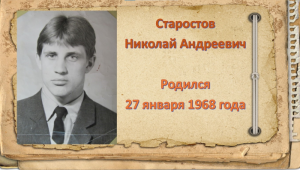 Старостов
Николай Андреевич
Родился
27 января 1968 года